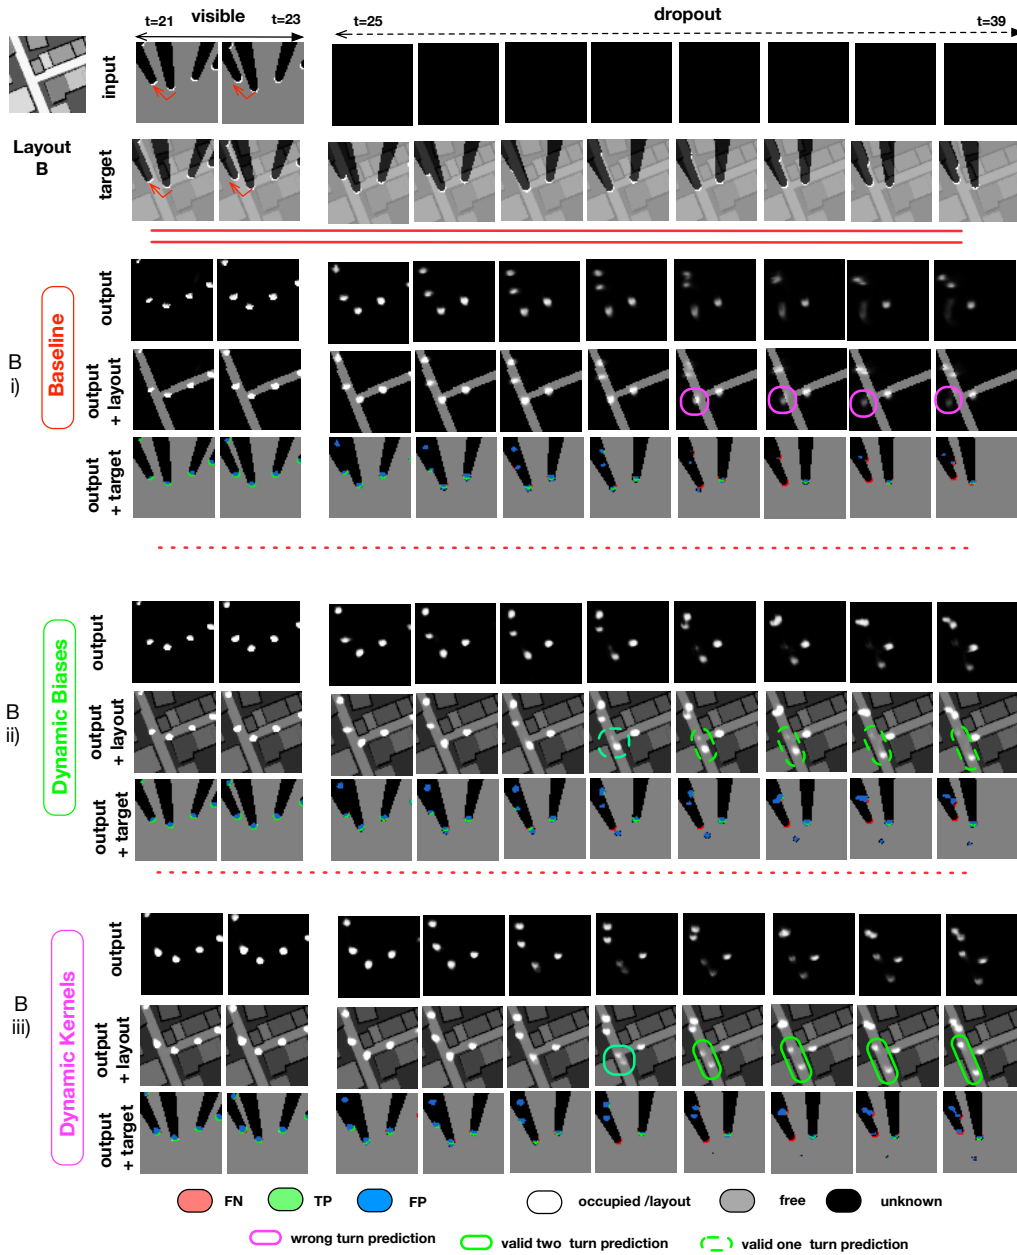 t=21 visible t=23
t=25 dropout t=39
input
Layout
B
target
Baseline
B
i)
output
output
+ layout
output
+ target
Dynamic Biases
B
ii)
output
output
+ layout
output
+ target
Dynamic Kernels
B
iii)
output
output
+ layout
output
+ target
FN TP FP occupied /layout free unknown
wrong turn prediction valid two turn prediction valid one turn prediction